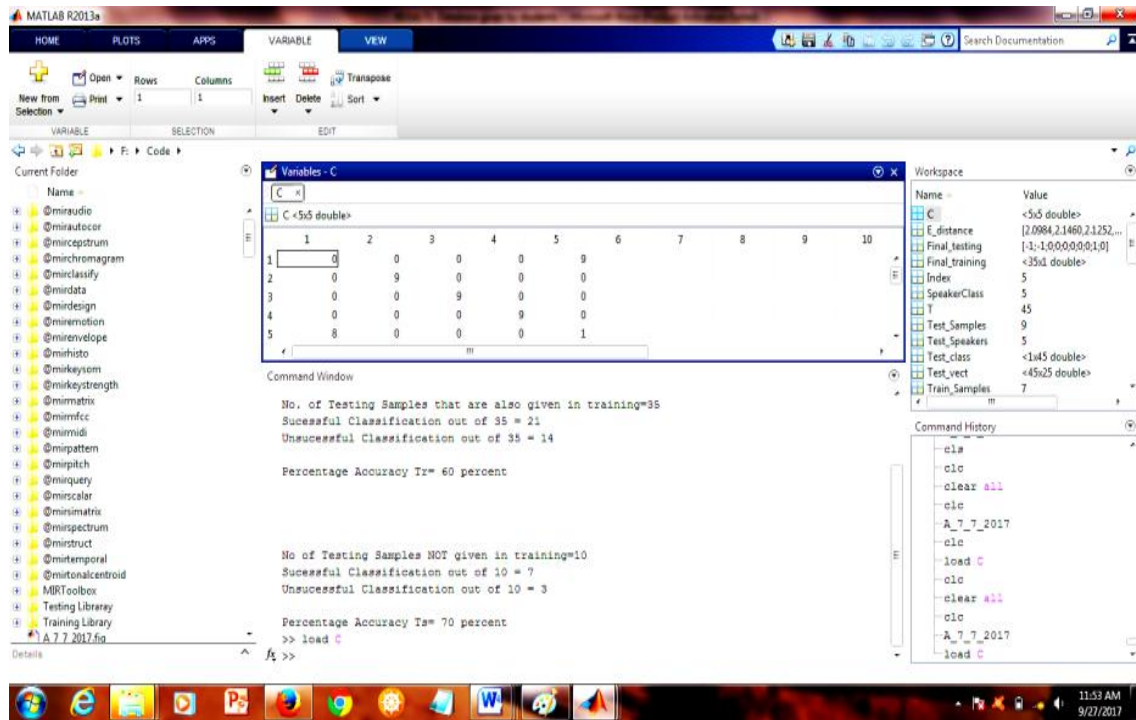 MATLAB R2013a
HOME PLOTS APPS VARIABLE VIEW
Search Documentation
New from Selection
Open
Print
Rows
1
Columns
1
Insert
Delete
Transpose
Sort
VARIABLE
SELECTION
EDIT
F: Code
Current Folder
Name
@miraudio
@mirautocor
@mircepstrum
@mirchromagram
@mirclassify
@mirdata
@mirdesign
@miremotion
@mirenvelope
@mirhisto
@mirkeysom
@mirkeystrength
@mirmatrix
@mirmfcc
@mirmidi
@mirpattern
@mirpitch
@mirquery
@mirscalar
@mirsimatrix
@mirspectrum
@mirstruct
@mirtemporal
@mirtonalcentroid
MIRToolbox
Testing Libreray
Training Library
A_7_7_2017.fig
Details
Variables - C
C
C <5x5 double>
1 2 3 4 5 6 7 8 9 10
1 0 0 0 0 9
2 0 9 0 0 0
3 0 0 9 0 0
4 0 0 0 9 0
5 8 0 0 0 1
Command Window
No. of Testing Samples that are also given in training=35
Sucessful Classification out of 35 = 21
Unsucessful Classification out of 35 = 14
Percentage Accuracy Tr= 60 percent
No of Testing Samples NOT given in training=10
Sucessful Classification out of 10 = 7
Unsucessful Classification out of 10 = 3
Percentage Accuracy Ts= 70 percent
>> load C
fx >>
Workspace
Name Value
C <5x5 double>
E_distance [2.0984,2.1460,2.1252,...
Final_testing [-1;-1;0;0;0;0;0;0;1;0]
Final_training <35x1 double>
Index 5
SpeakerClass 5
T 45
Test_Samples 9
Test_Speakers 5
Test_class <1x45 double>
Test_vect <45x25 double>
Train_Samples 7
Command History
cls
clc
clear all
clc
A_7_7_2017
clc
load C
clc
clear all
clc
A_7_7_2017
load C
11:53 AM
9/27/2017